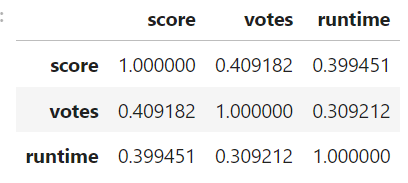 score votes runtime
score 1.000000 0.409182 0.399451
votes 0.409182 1.000000 0.309212
runtime 0.399451 0.309212 1.000000